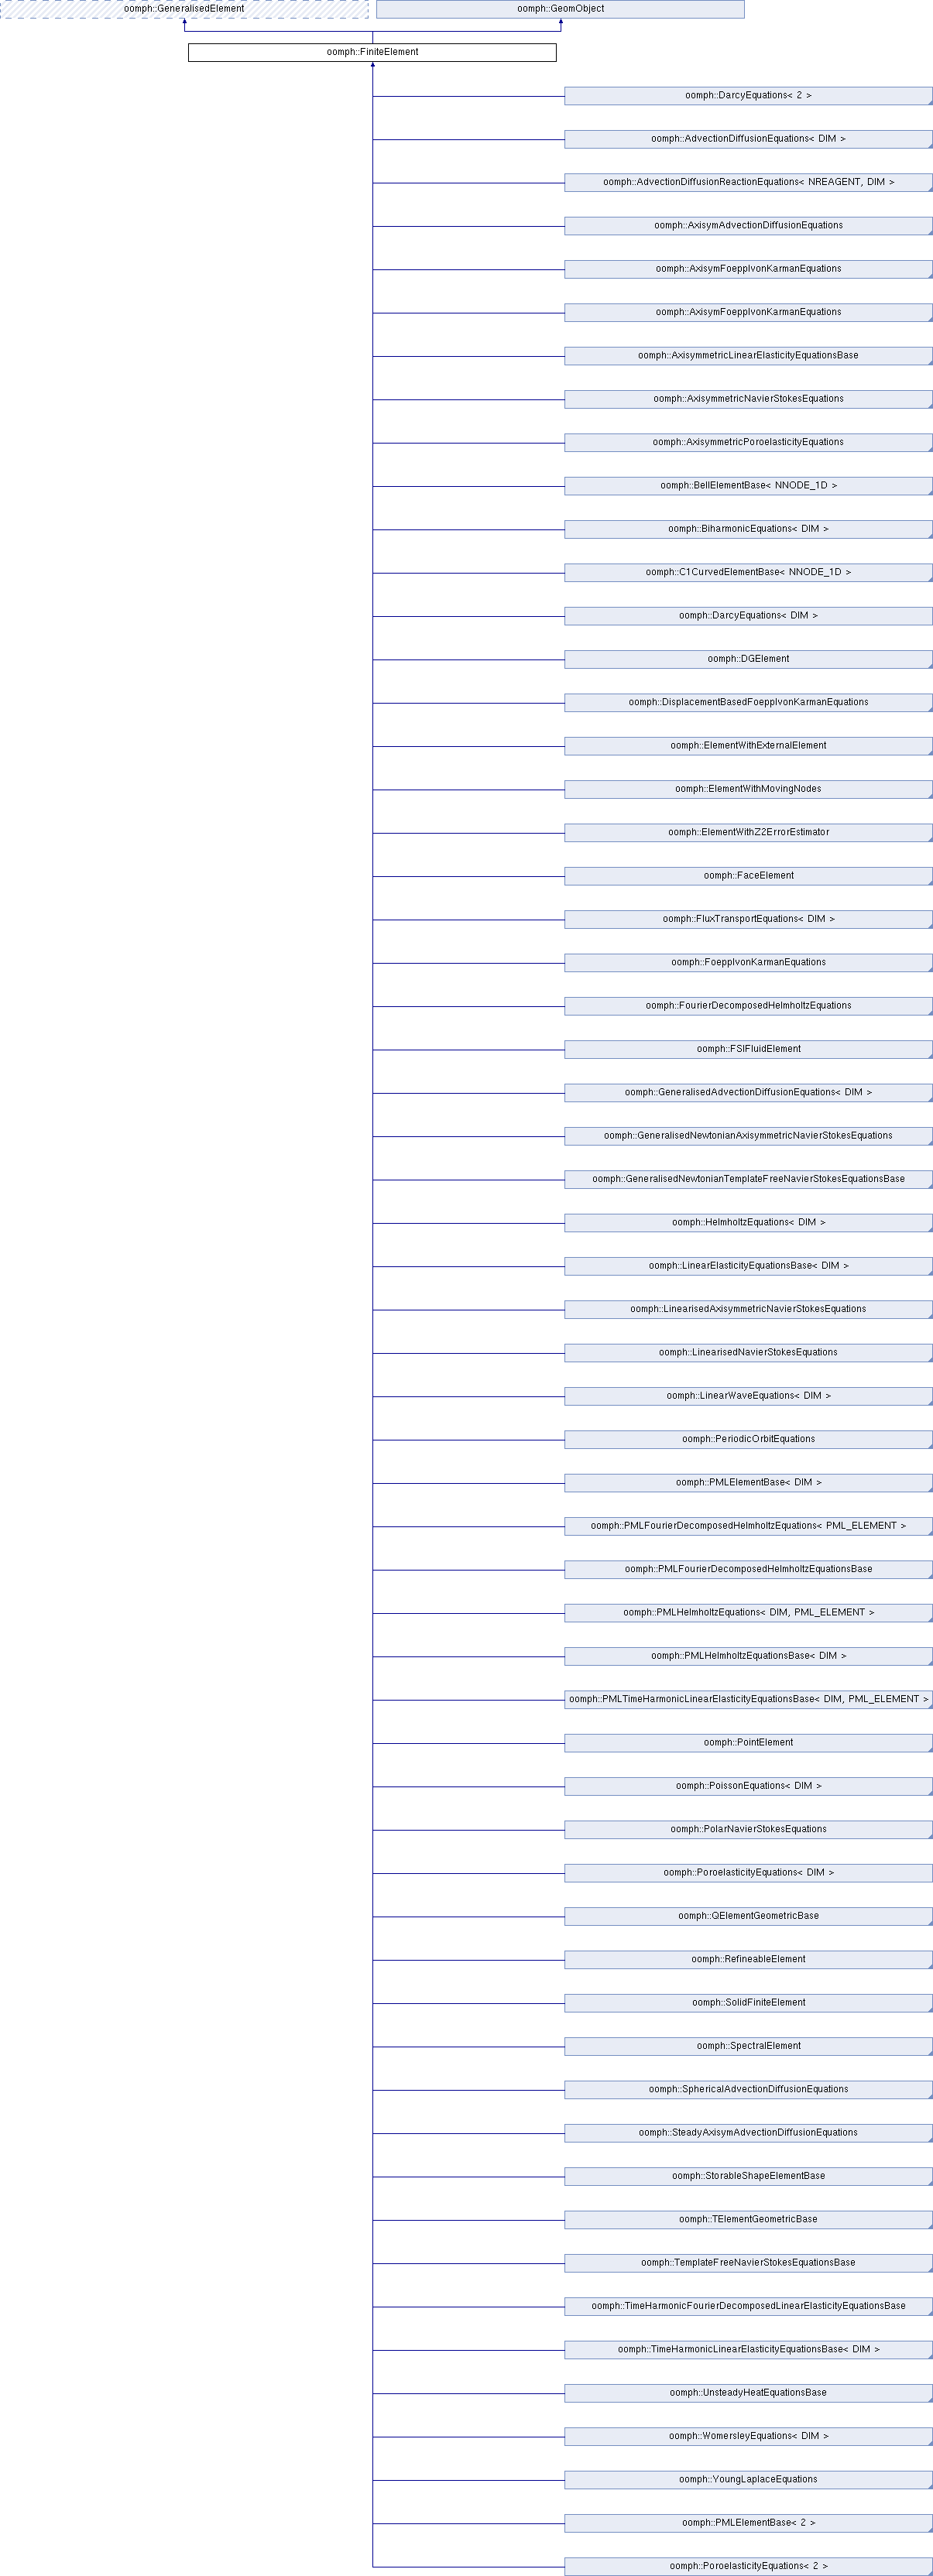 oomph::GeneralisedElement
oomph::GeomObject
oomph::FiniteElement
oomph::DarcyEquations< 2 >
oomph::AdvectionDiffusionEquations< DIM >
oomph::AdvectionDiffusionReactionEquations< NREAGENT, DIM >
oomph::AxisymAdvectionDiffusionEquations
oomph::AxisymFoepplvonKarmanEquations
oomph::AxisymFoepplvonKarmanEquations
oomph::AxisymmetricLinearElasticityEquationsBase
oomph::AxisymmetricNavierStokesEquations
oomph::AxisymmetricPoroelasticityEquations
oomph::BellElementBase< NNODE_1D >
oomph::BiharmonicEquations< DIM >
oomph::C1CurvedElementBase< NNODE_1D >
oomph::DarcyEquations< DIM >
oomph::DGElement
oomph::DisplacementBasedFoepplvonKarmanEquations
oomph::ElementWithExternalElement
oomph::ElementWithMovingNodes
oomph::ElementWithZ2ErrorEstimator
oomph::FaceElement
oomph::FluxTransportEquations< DIM >
oomph::FoepplvonKarmanEquations
oomph::FourierDecomposedHelmholtzEquations
oomph::FSIFluidElement
oomph::GeneralisedAdvectionDiffusionEquations< DIM >
oomph::GeneralisedNewtonianAxisymmetricNavierStokesEquations
oomph::GeneralisedNewtonianTemplateFreeNavierStokesEquationsBase
oomph::HelmholtzEquations< DIM >
oomph::LinearElasticityEquationsBase< DIM >
oomph::LinearisedAxisymmetricNavierStokesEquations
oomph::LinearisedNavierStokesEquations
oomph::LinearWaveEquations< DIM >
oomph::PeriodicOrbitEquations
oomph::PMLElementBase< DIM >
oomph::PMLFourierDecomposedHelmholtzEquations< PML_ELEMENT >
oomph::PMLFourierDecomposedHelmholtzEquationsBase
oomph::PMLHelmholtzEquations< DIM, PML_ELEMENT >
oomph::PMLHelmholtzEquationsBase< DIM >
oomph::PMLTimeHarmonicLinearElasticityEquationsBase< DIM, PML_ELEMENT >
oomph::PointElement
oomph::PoissonEquations< DIM >
oomph::PolarNavierStokesEquations
oomph::PoroelasticityEquations< DIM >
oomph::QElementGeometricBase
oomph::RefineableElement
oomph::SolidFiniteElement
oomph::SpectralElement
oomph::SphericalAdvectionDiffusionEquations
oomph::SteadyAxisymAdvectionDiffusionEquations
oomph::StorableShapeElementBase
oomph::TElementGeometricBase
oomph::TemplateFreeNavierStokesEquationsBase
oomph::TimeHarmonicFourierDecomposedLinearElasticityEquationsBase
oomph::TimeHarmonicLinearElasticityEquationsBase< DIM >
oomph::UnsteadyHeatEquationsBase
oomph::WomersleyEquations< DIM >
oomph::YoungLaplaceEquations
oomph::PMLElementBase< 2 >
oomph::PoroelasticityEquations< 2 >